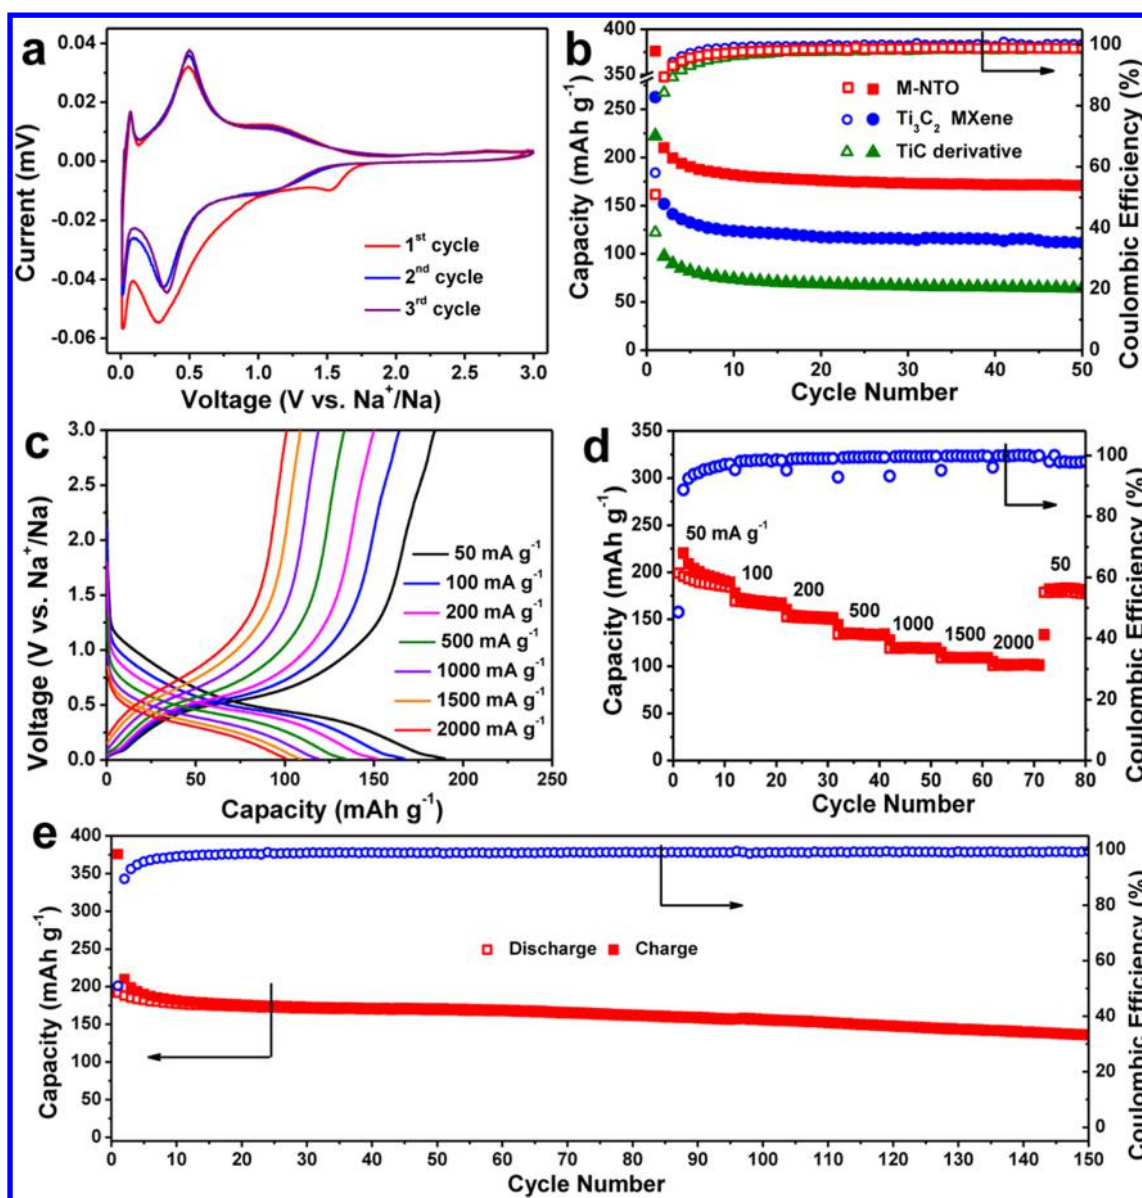 a
0.04
0.02
0.00
-0.02
-0.04
-0.06
Current (mV)
1st cycle
2nd cycle
3rd cycle
0.0 0.5 1.0 1.5 2.0 2.5 3.0
Voltage (V vs. Na+/Na)
b
400
350
250
200
150
100
50
0
Capacity (mAh g-1)
M-NTO
Ti3C2 MXene
TiC derivative
100
80
60
40
20
0
Coulombic Efficiency (%)
0 10 20 30 40 50
Cycle Number
c
3.0
2.0
1.0
0.5
0.0
Voltage (V vs. Na+/Na)
50 mA g-1
100 mA g-1
200 mA g-1
500 mA g-1
1000 mA g-1
1500 mA g-1
2000 mA g-1
0 50 100 150 200 250
Capacity (mAh g-1)
d
350
300
250
200
150
100
50
0
Capacity (mAh g-1)
50 mA g-1
100
200
500
1000
1500
2000
50
100
80
60
40
20
0
Coulombic Efficiency (%)
0 10 20 30 40 50 60 70 80
Cycle Number
e
400
350
300
250
200
150
100
50
0
Capacity (mAh g-1)
Discharge Charge
100
80
60
40
20
0
Coulombic Efficiency (%)
0 10 20 30 40 50 60 70 80 90 100 110 120 130 140 150
Cycle Number